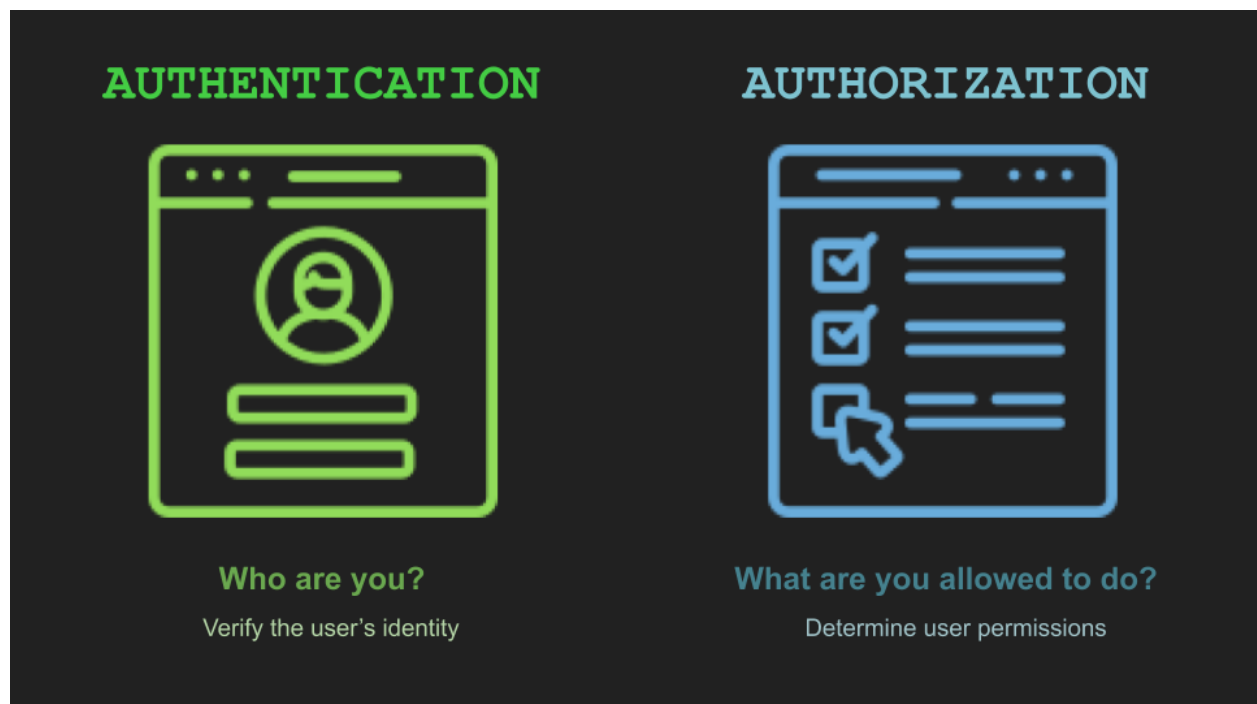 AUTHENTICATION
Who are you?
Verify the user’s identity
AUTHORIZATION
What are you allowed to do?
Determine user permissions